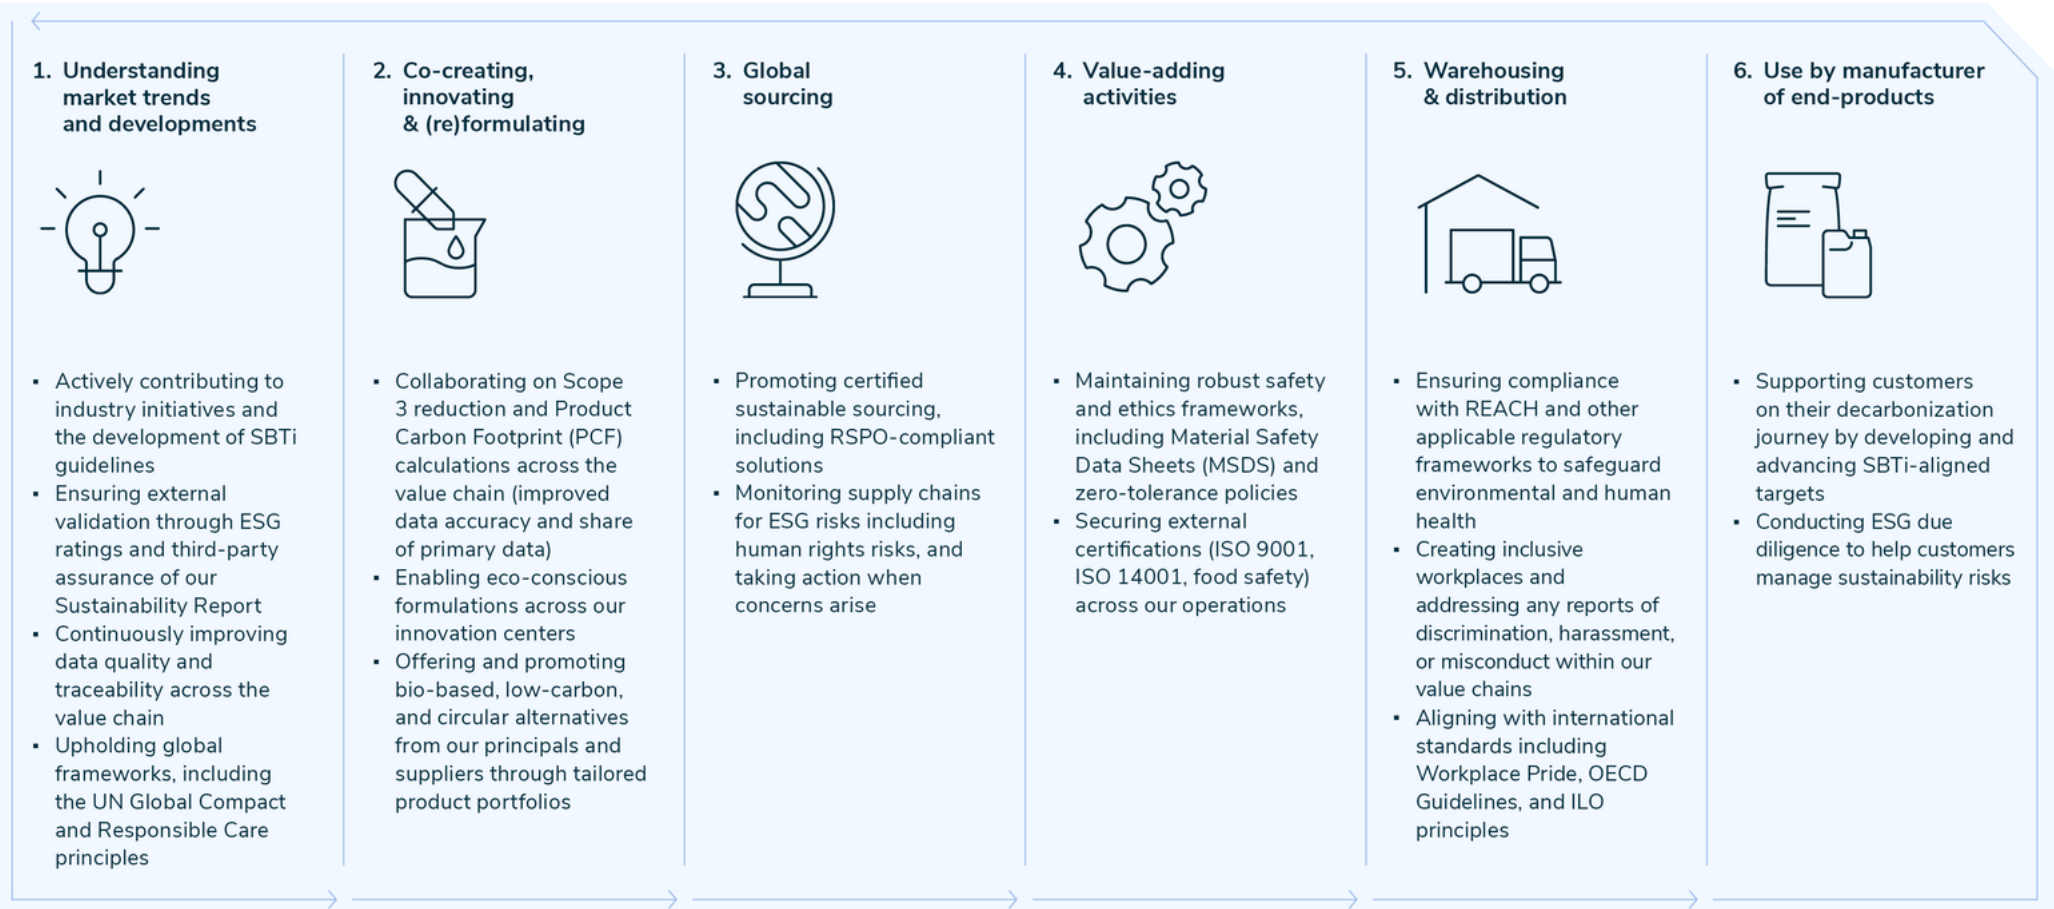 1. Understanding
market trends
and developments
▪ Actively contributing to
industry initiatives and
the development of SBTi
guidelines
▪ Ensuring external
validation through ESG
ratings and third-party
assurance of our
Sustainability Report
▪ Continuously improving
data quality and
traceability across the
value chain
▪ Upholding global
frameworks, including
the UN Global Compact
and Responsible Care
principles
2. Co-creating,
innovating
& (re)formulating
▪ Collaborating on Scope
3 reduction and Product
Carbon Footprint (PCF)
calculations across the
value chain (improved
data accuracy and share
of primary data)
▪ Enabling eco-conscious
formulations across our
innovation centers
▪ Offering and promoting
bio-based, low-carbon,
and circular alternatives
from our principals and
suppliers through tailored
product portfolios
3. Global
sourcing
▪ Promoting certified
sustainable sourcing,
including RSPO-compliant
solutions
▪ Monitoring supply chains
for ESG risks including
human rights risks, and
taking action when
concerns arise
4. Value-adding
activities
▪ Maintaining robust safety
and ethics frameworks,
including Material Safety
Data Sheets (MSDS) and
zero-tolerance policies
▪ Securing external
certifications (ISO 9001,
ISO 14001, food safety)
across our operations
5. Warehousing
& distribution
▪ Ensuring compliance
with REACH and other
applicable regulatory
frameworks to safeguard
environmental and human
health
▪ Creating inclusive
workplaces and
addressing any reports of
discrimination, harassment,
or misconduct within our
value chains
▪ Aligning with international
standards including
Workplace Pride, OECD
Guidelines, and ILO
principles
6. Use by manufacturer
of end-products
▪ Supporting customers
on their decarbonization
journey by developing and
advancing SBTi-aligned
targets
▪ Conducting ESG due
diligence to help customers
manage sustainability risks